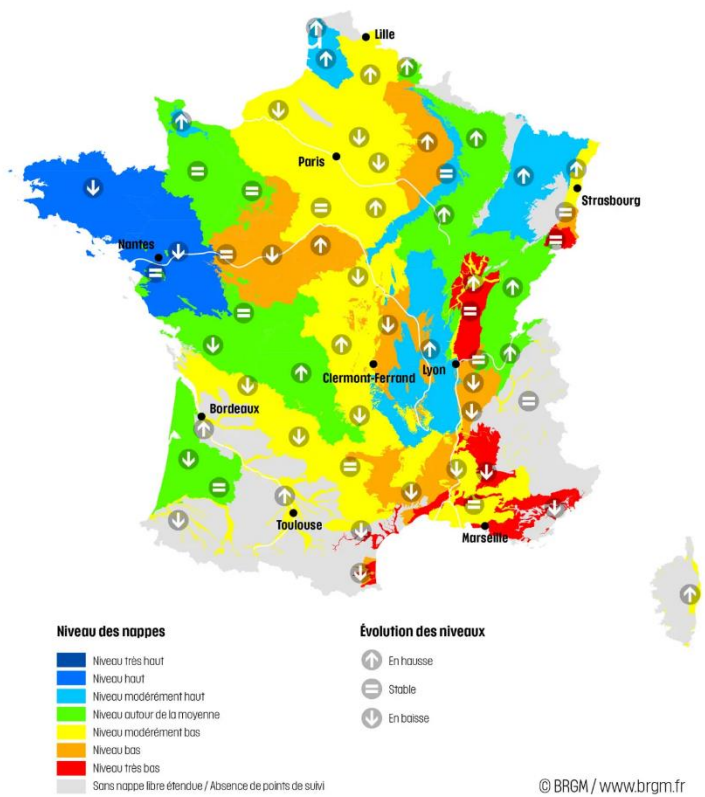 Lille
Paris
Strasbourg
Nantes
Clermont-Ferrand
Lyon
Bordeaux
Toulouse
Marseille
Niveau des nappes
Niveau très haut
Niveau haut
Niveau modérément haut
Niveau autour de la moyenne
Niveau modérément bas
Niveau bas
Niveau très bas
Sans nappe libre étendue / Absence de points de suivi
Évolution des niveaux
En hausse
Stable
En baisse
© BRGM / www.brgm.fr